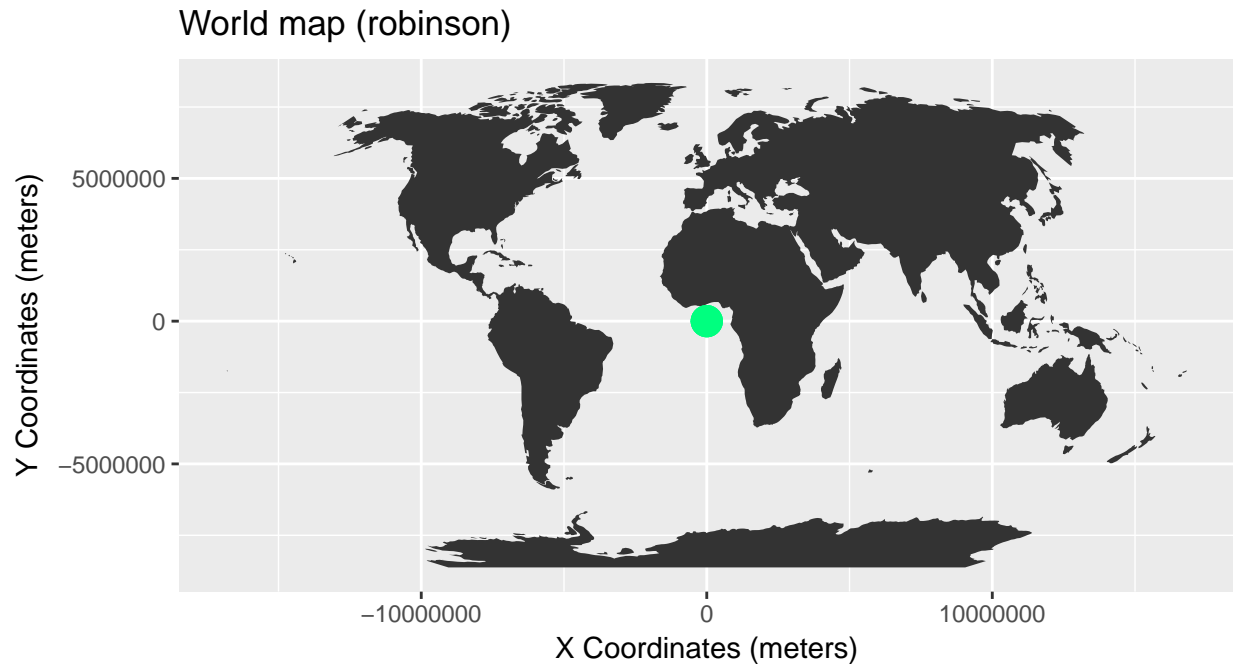 World map (robinson)
Y Coordinates (meters)
5000000
0
−5000000
−10000000
0
10000000
X Coordinates (meters)